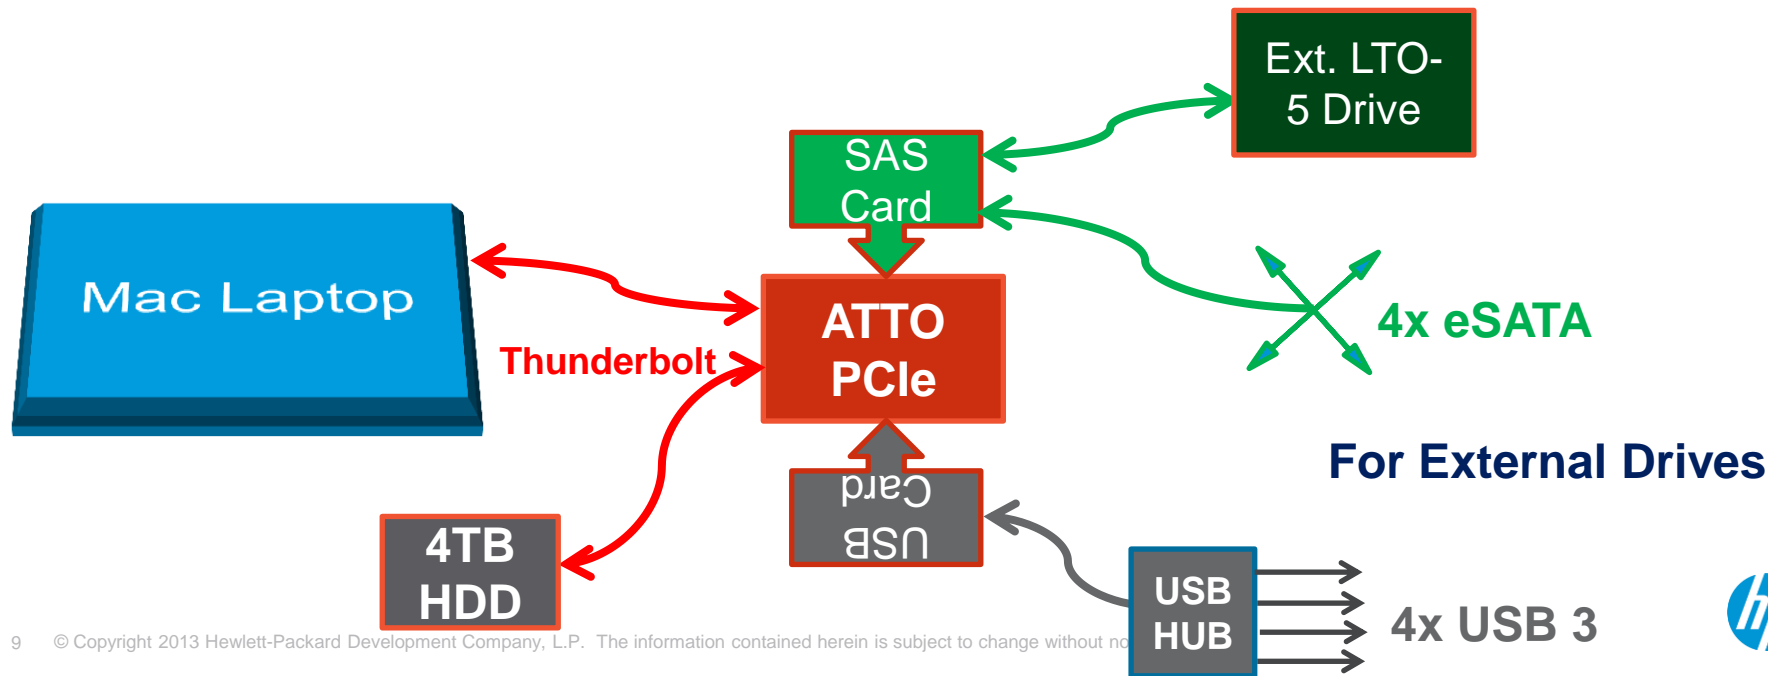 Ext. LTO-
5 Drive
SAS
Card
Mac Laptop
ATTO
PCIe
Thunderbolt
4x eSATA
For External Drives
USB
Card
4TB
HDD
USB
HUB
4x USB 3
9 © Copyright 2013 Hewlett-Packard Development Company, L.P. The information contained herein is subject to change without